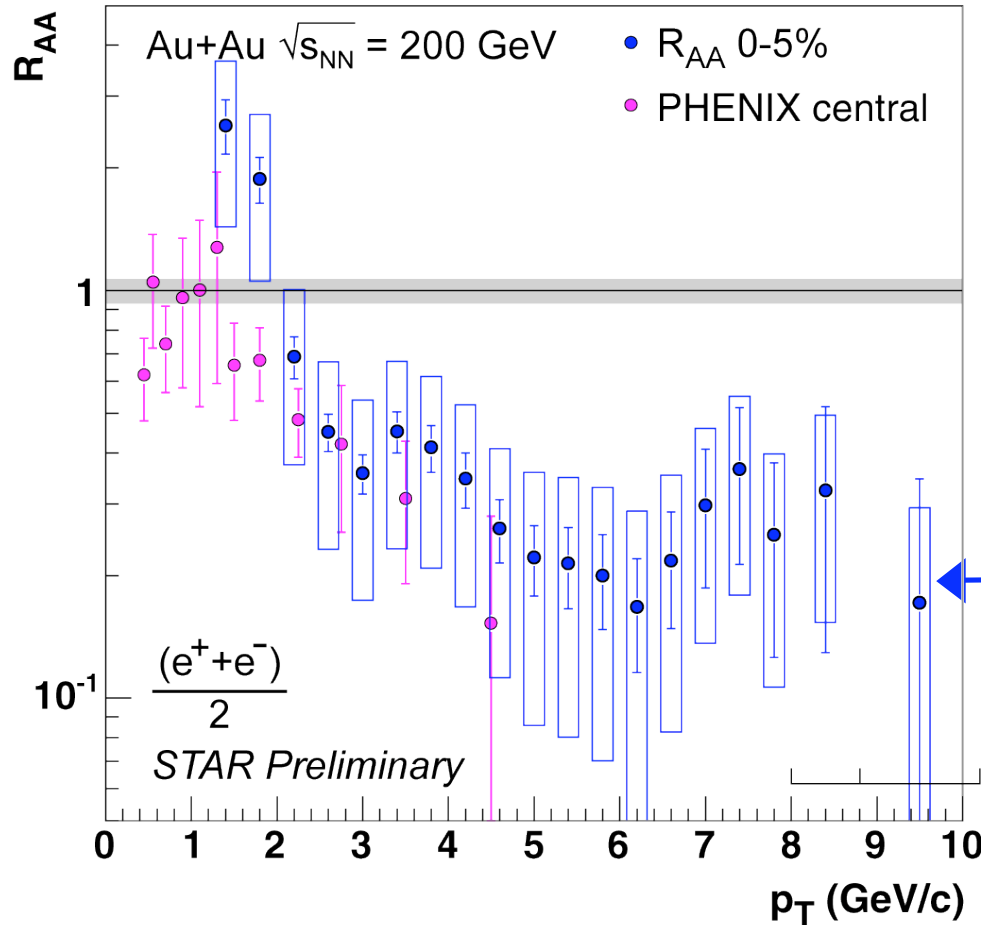 R_AA
Au+Au √s_NN = 200 GeV
R_AA 0-5%
PHENIX central
1
10^-1
(e^+ + e^-)
2
STAR Preliminary
0 1 2 3 4 5 6 7 8 9 10
p_T (GeV/c)